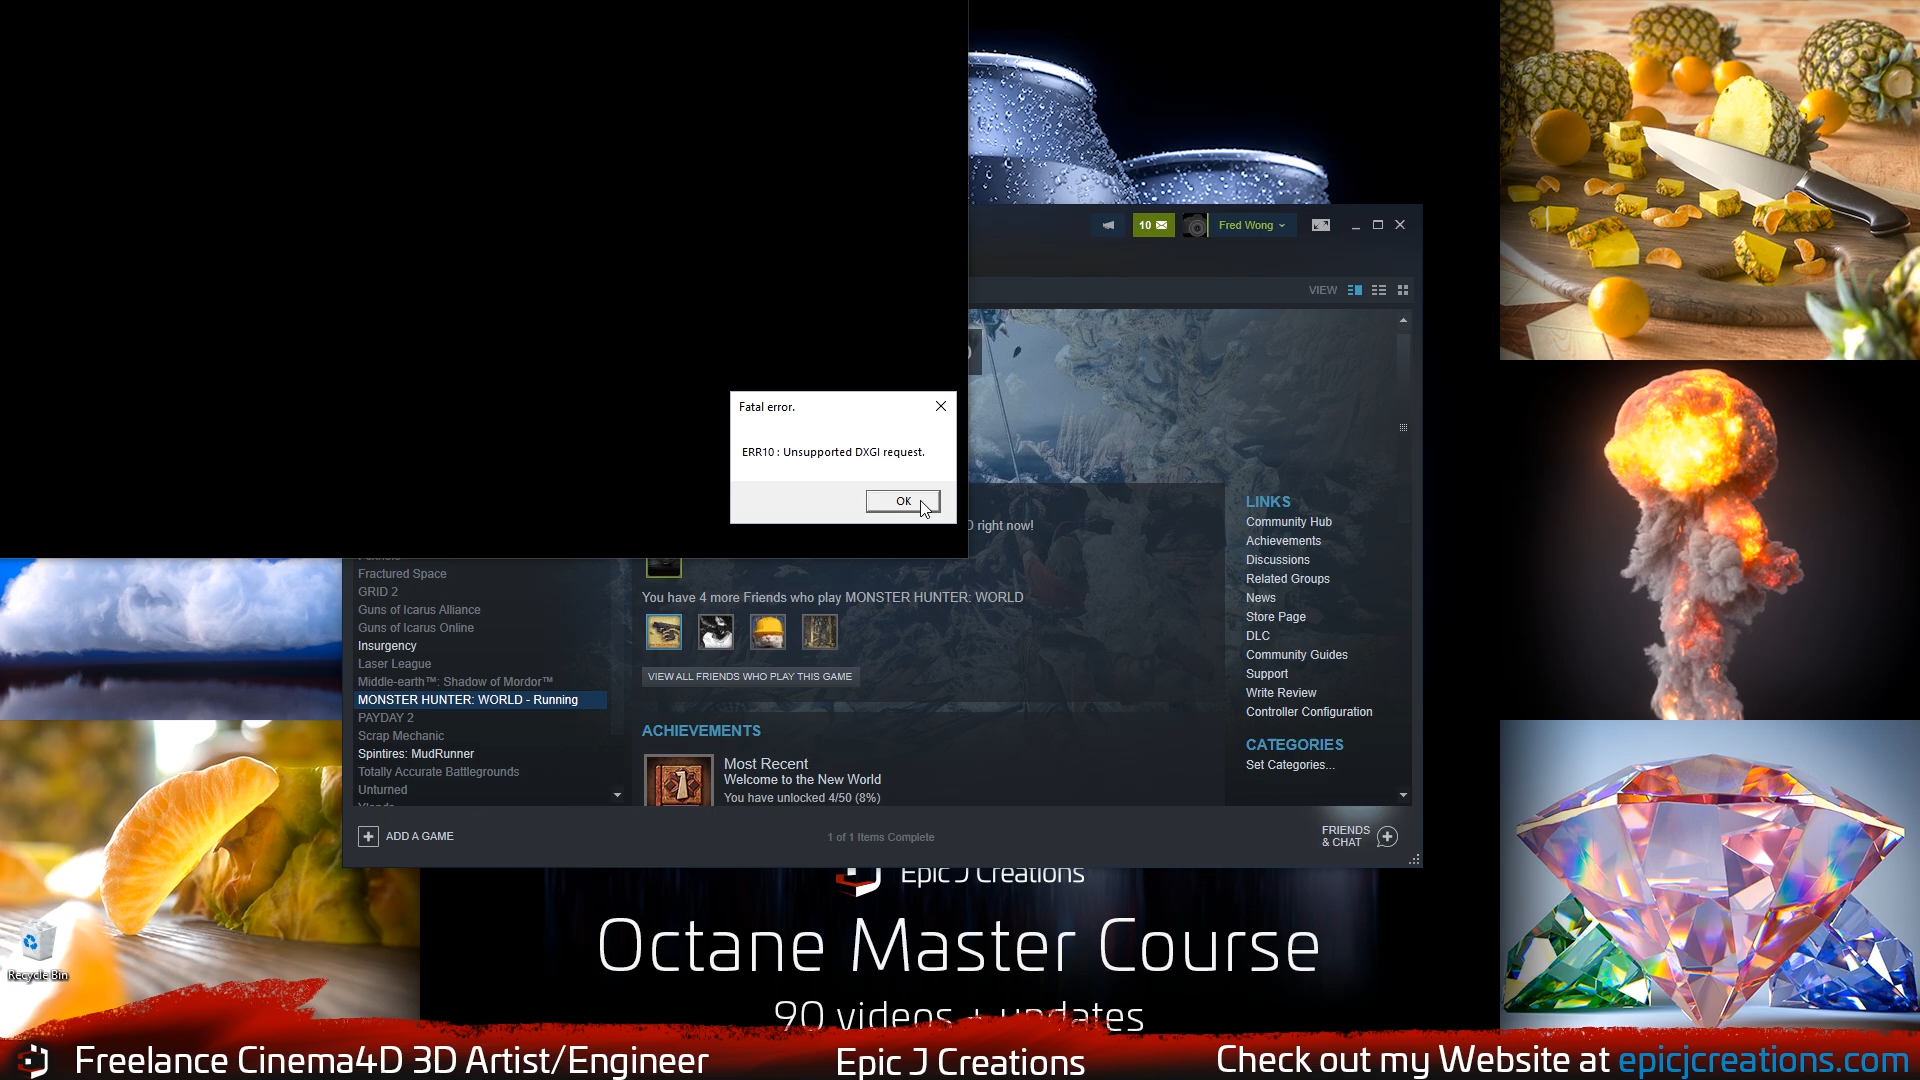 10
Fred Wong
VIEW
Fatal error.
ERR10 : Unsupported DXGI request.
OK
right now!
Fractured Space
GRID 2
Guns of Icarus Alliance
Guns of Icarus Online
Insurgency
Laser League
Middle-earth™: Shadow of Mordor™
MONSTER HUNTER: WORLD - Running
PAYDAY 2
Scrap Mechanic
Spintires: MudRunner
Totally Accurate Battlegrounds
Unturned
You have 4 more Friends who play MONSTER HUNTER: WORLD
VIEW ALL FRIENDS WHO PLAY THIS GAME
ACHIEVEMENTS
Most Recent
Welcome to the New World
You have unlocked 4/50 (8%)
LINKS
Community Hub
Achievements
Discussions
Related Groups
News
Store Page
DLC
Community Guides
Support
Write Review
Controller Configuration
CATEGORIES
Set Categories...
ADD A GAME
1 of 1 Items Complete
FRIENDS
& CHAT
Epic J Creations
Octane Master Course
90 videos + updates
Recycle Bin
Freelance Cinema4D 3D Artist/Engineer
Epic J Creations
Check out my Website at epicjcreations.com